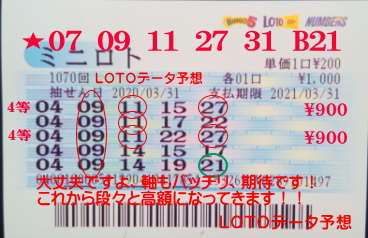 BINGO5 LOTO NUMBERS
★07 09 11 27 31 B21
ミニロト
単価1口¥200
1070回 LOTOデータ予想 各01口 ¥1,000
抽せん日 2020/03/31 支払期限 2021/03/31
4等 04 09 11 15 27 ¥900
04 09 11 17 22
4等 04 09 11 22 27 ¥900
04 09 14 15 17
04 09 14 19 21
大丈夫ですよ、軸もバッチリ、期待です!
これから段々と高額になってきます!!
LOTOデータ予想